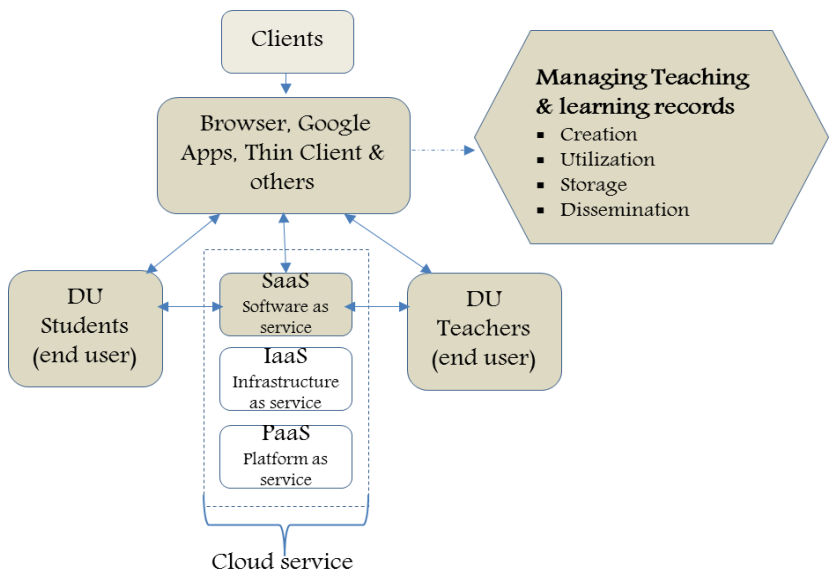 Clients
Browser, Google
Apps, Thin Client &
others
Managing Teaching
& learning records
▪ Creation
▪ Utilization
▪ Storage
▪ Dissemination
DU
Students
(end user)
SaaS
Software as
service
DU
Teachers
(end user)
IaaS
Infrastructure
as service
PaaS
Platform as
service
Cloud service